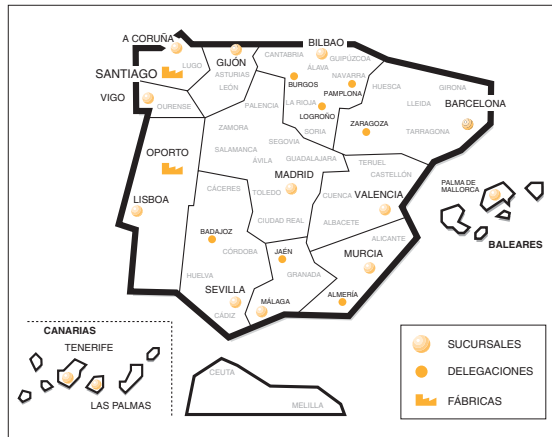 A CORUÑA
LUGO
GIJÓN
ASTURIAS
LEÓN
CANTABRIA
BILBAO
GUIPÚZCOA
ÁLAVA
NAVARRA
SANTIAGO
BURGOS
PAMPLONA
HUESCA
GIRONA
VIGO
OURENSE
PALENCIA
LA RIOJA
LOGROÑO
LLEIDA
BARCELONA
ZAMORA
SORIA
ZARAGOZA
TARRAGONA
OPORTO
SALAMANCA
SEGOVIA
ÁVILA
GUADALAJARA
TERUEL
CASTELLÓN
MADRID
CÁCERES
TOLEDO
CUENCA
VALENCIA
PALMA DE
MALLORCA
LISBOA
CIUDAD REAL
ALBACETE
BADAJOZ
CÓRDOBA
JAÉN
MURCIA
ALICANTE
BALEARES
HUELVA
GRANADA
SEVILLA
CÁDIZ
MÁLAGA
ALMERÍA
CANARIAS
TENERIFE
LAS PALMAS
CEUTA
MELILLA
SUCURSALES
DELEGACIONES
FÁBRICAS